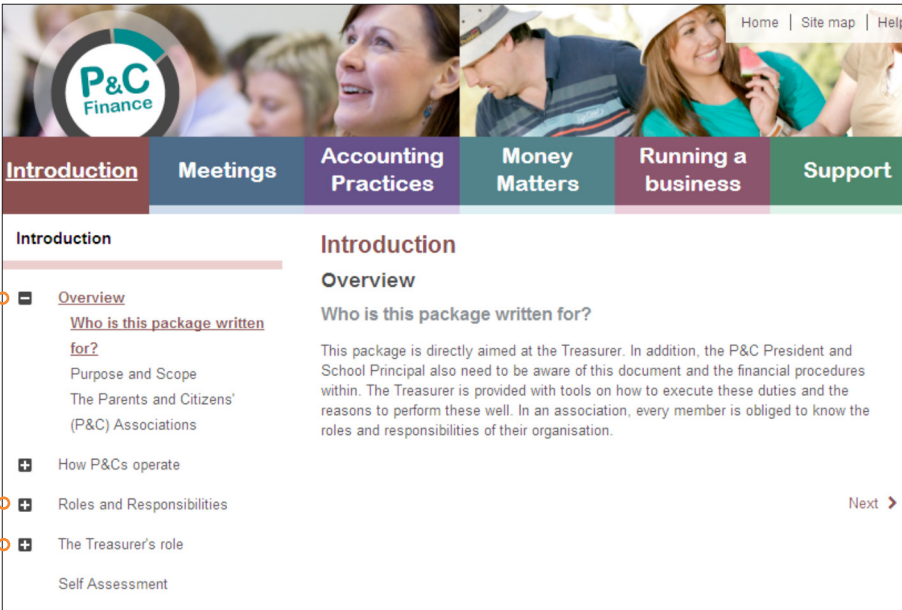 Home | Site map | Help
P&C
Finance
Introduction
Meetings
Accounting
Practices
Money
Matters
Running a
business
Support
Introduction
Overview
Who is this package written
for?
Purpose and Scope
The Parents and Citizens'
(P&C) Associations
How P&Cs operate
Roles and Responsibilities
The Treasurer's role
Self Assessment
Introduction
Overview
Who is this package written for?
This package is directly aimed at the Treasurer. In addition, the P&C President and
School Principal also need to be aware of this document and the financial procedures
within. The Treasurer is provided with tools on how to execute these duties and the
reasons to perform these well. In an association, every member is obliged to know the
roles and responsibilities of their organisation.
Next